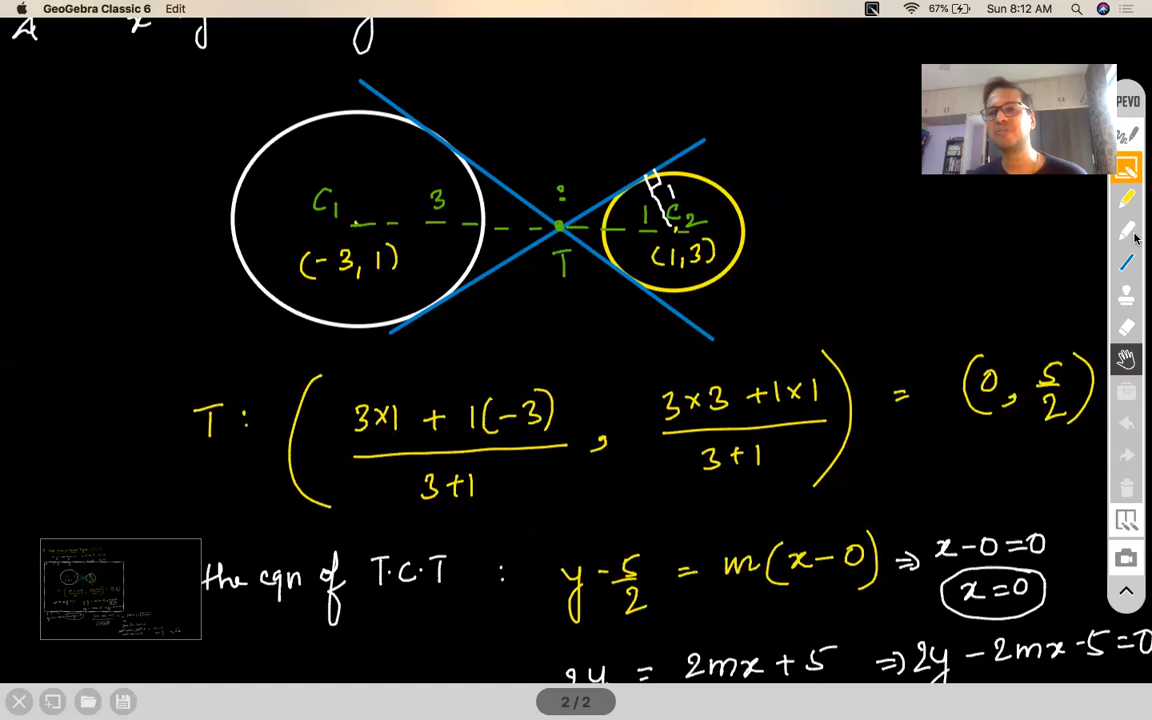 GeoGebra Classic 6 Edit 67% Sun 8:12 AM
PEVO
C₁ 3 : 1 C₂ 1
(-3, 1) T (1,3)
T : ( 3×1 + 1(-3) / 3+1 , 3×3 + 1×1 / 3+1 ) = (0, 5/2)
the eqn of T.C.T : y - 5/2 = m(x-0) ⇒ x-0=0
x=0
2y = 2mx + 5 ⇒ 2y - 2mx - 5 = 0
2 / 2